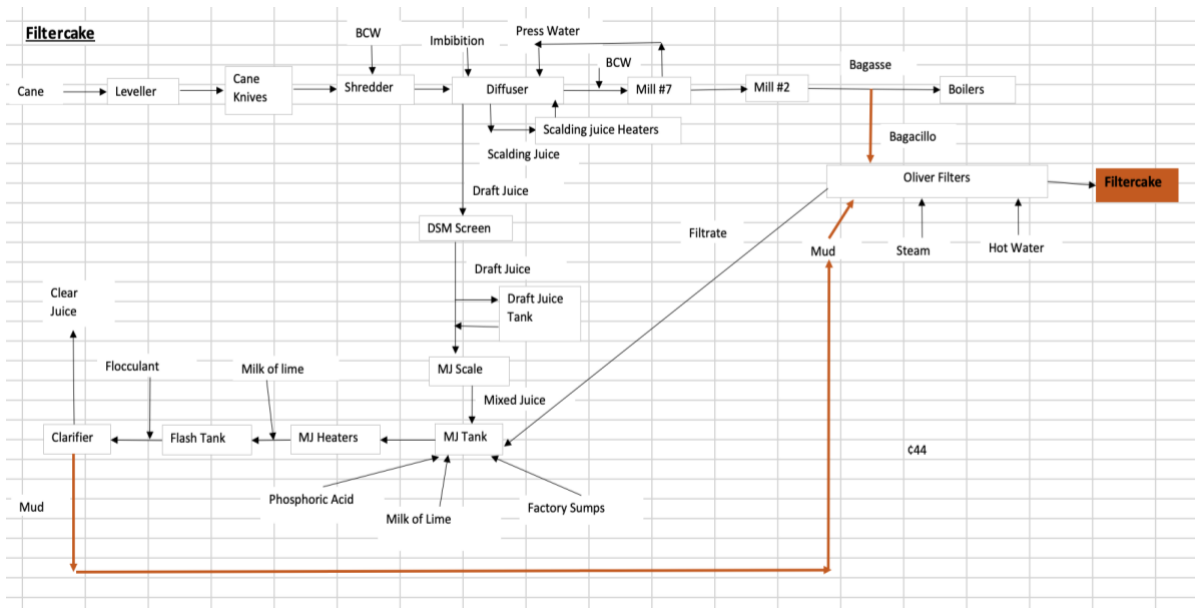 Filtercake
BCW
Imbibition
Press Water
BCW
Bagasse
Cane
Leveller
Cane
Knives
Shredder
Diffuser
Mill #7
Mill #2
Boilers
Scalding juice Heaters
Bagacillo
Scalding Juice
Oliver Filters
Filtercake
Draft Juice
DSM Screen
Filtrate
Mud
Steam
Hot Water
Draft Juice
Clear
Juice
Draft Juice
Tank
Flocculant
Milk of lime
MJ Scale
Mixed Juice
Clarifier
Flash Tank
MJ Heaters
MJ Tank
¢44
Mud
Phosphoric Acid
Milk of Lime
Factory Sumps